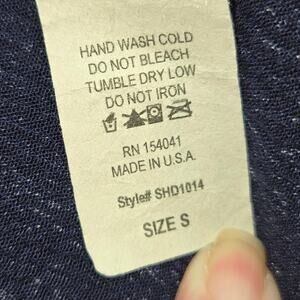 HAND WASH COLD
DO NOT BLEACH
TUMBLE DRY LOW
DO NOT IRON
RN 154041
MADE IN U.S.A.
Style# SHD1014
SIZE S